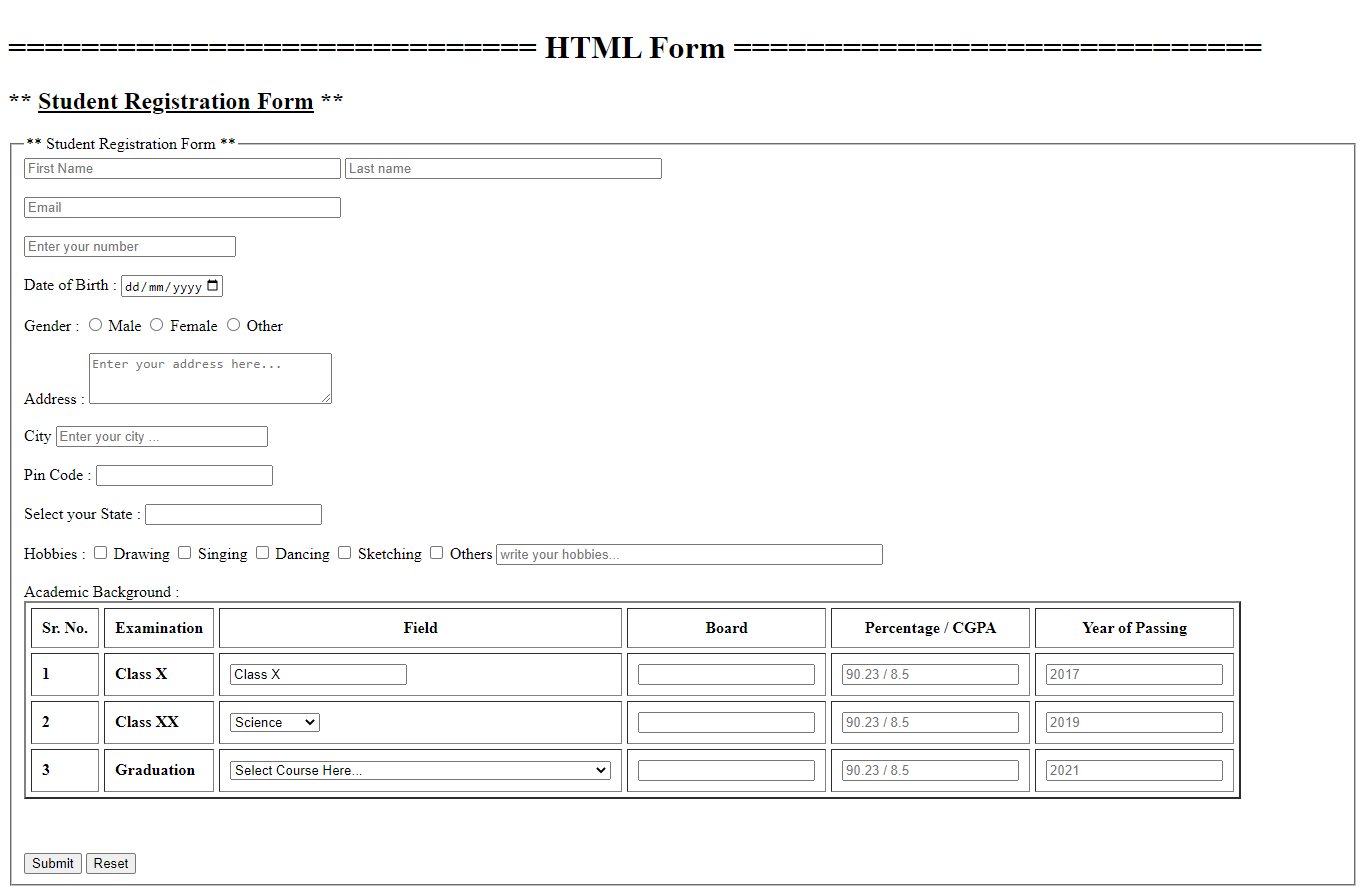 ============================= HTML Form =============================
** Student Registration Form **
** Student Registration Form **
First Name Last name
Email
Enter your number
Date of Birth : dd/mm/yyyy
Gender : Male Female Other
Enter your address here...
Address :
City Enter your city ...
Pin Code :
Select your State :
Hobbies : Drawing Singing Dancing Sketching Others write your hobbies...
Academic Background :
Sr. No. Examination Field Board Percentage / CGPA Year of Passing
1 Class X Class X 90.23 / 8.5 2017
2 Class XX Science 90.23 / 8.5 2019
3 Graduation Select Course Here... 90.23 / 8.5 2021
Submit Reset